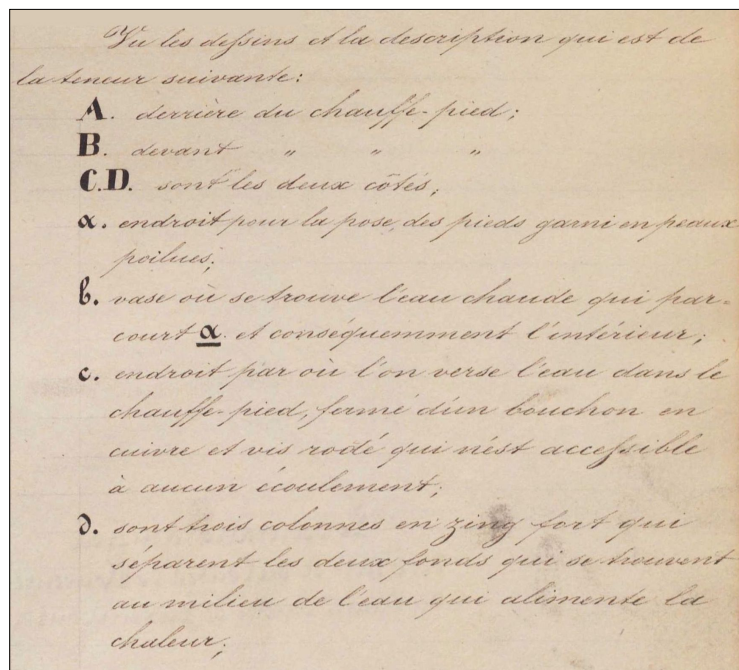 Vu les dessins et la description qui est de
la teneur suivante:
A. derrière du chauffe-pied;
B. devant " " "
C.D. sont les deux côtés;
a. endroit pour la pose, des pieds garni en peaux
poilues;
b. vase où se trouve l'eau chaude qui par-
court a. et conséquemment l'intérieur;
c. endroit par où l'on verse l'eau dans le
chauffe-pied, fermé d'un bouchon en
cuivre et vis rodé qui n'est accessible
à aucun écoulement;
d. sont trois colonnes en zing fort qui
séparent les deux fonds qui se trouvent
au milieu de l'eau qui alimente la
chaleur;